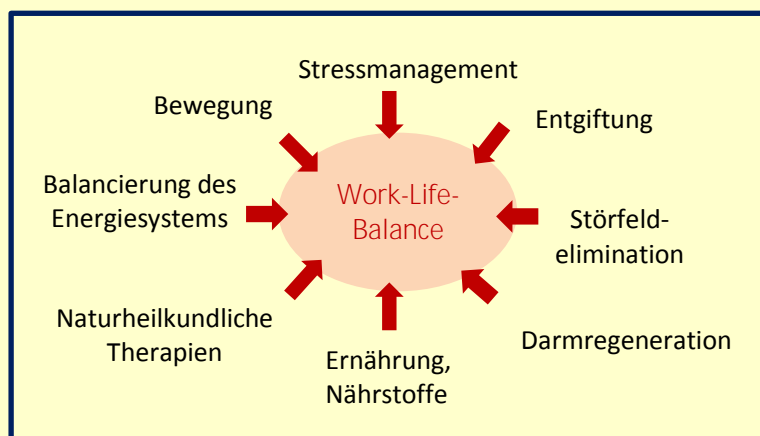 Stressmanagement
Bewegung
Entgiftung
Balancierung des
Energiesystems
Work-Life-
Balance
Störfeld-
elimination
Naturheilkundliche
Therapien
Ernährung,
Nährstoffe
Darmregeneration